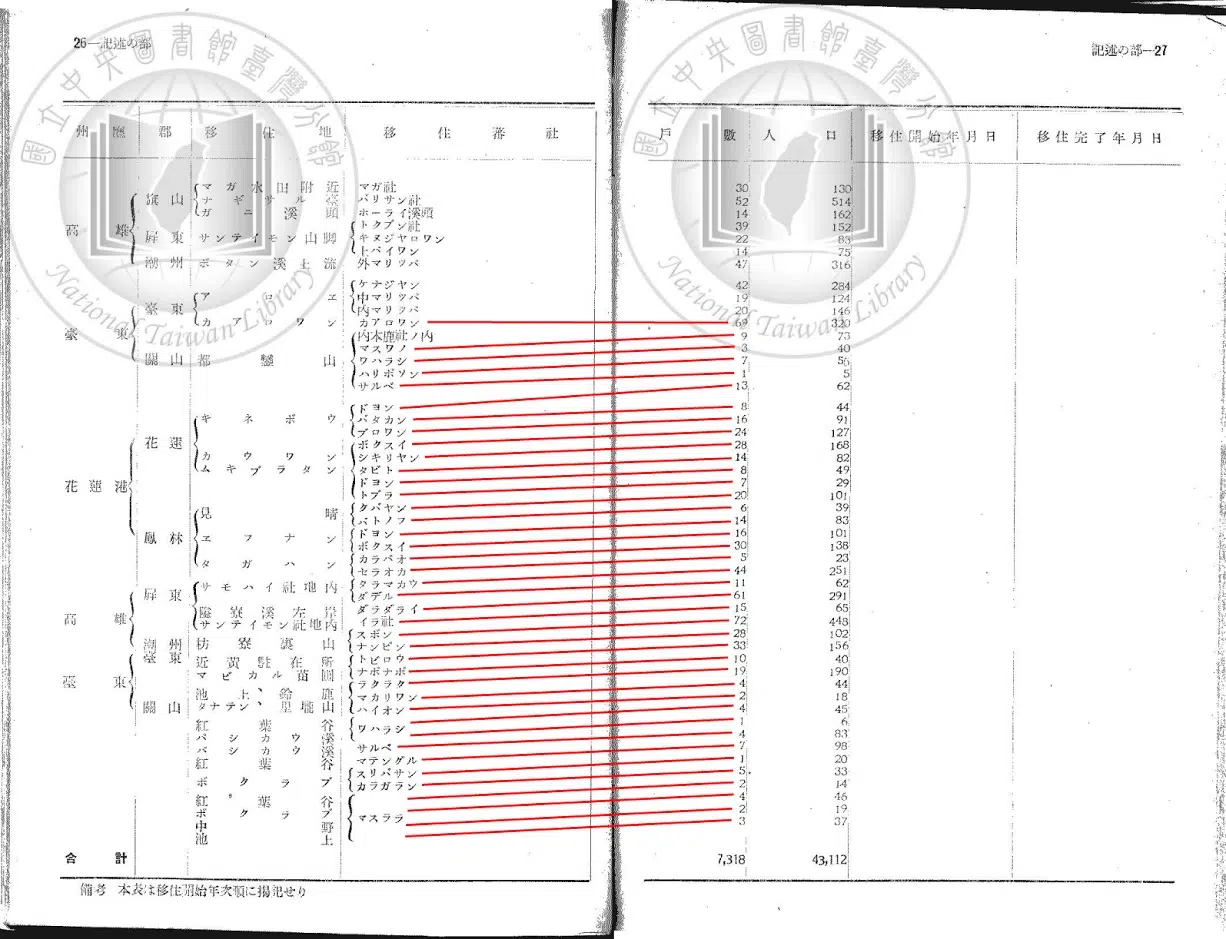 26—記述の部
州廳 郡 移住地 移住蕃社
高雄
旗山
マガ水田附近 マガ社
ナギサル臺 バリサン社
ガニ溪頭 ホーライ溪頭
屏東 サンテイモン山脚
トクブン社
キヌジヤロワン
上パイワン
潮州 ボタン溪上流 外マリツパ
臺東
臺東
アロヱ
ケナジヤン
中マリツパ
内マリツパ
カアロワン カアロワン
關山 都鑾山
内本鹿社ノ内
マスワノ
ワハラシ
ハリボソン
サルベ
花蓮港
花蓮
キネボウ
ドヨン
バタカン
ブロワン
カウワン
ボクスイ
シキリヤン
ムキブラタン タビト
ドヨン
トブラ
鳳林
見晴
クバヤン
バトノフ
ヱフナン
ドヨン
ボクスイ
タガハン
カラバオ
セラオカ
高雄
屏東
サモハイ社地内
タラマカウ
ダデル
隘寮溪左岸 ダラダライ
サンテイモン社地内 イラ社
潮州 枋寮裏山
スボン
ナンピン
臺東
臺東
近黄駐在所 トビロウ
マビカル苗圃 ナボナボ
ラクラク
池上、鈴鹿 マカリワン
關山 タナテン、里壠山 ハイオン
紅葉谷 ワハラシ
バシカウ溪
バシカウ溪 サルベ
紅葉谷 マテングル
ボクラブ
スリバサン
カラガラン
紅葉谷
ボクラブ マスララ
中野
池上
合計
備考 本表は移住開始年次順に掲記せり
記述の部—27
戸數 人口 移住開始年月日 移住完了年月日
30 130
52 514
14 162
39 152
22 83
14 75
47 316
42 284
19 124
20 146
69 320
9 73
3 40
7 55
1 5
13 62
8 44
16 91
24 127
28 168
14 82
8 49
7 29
20 101
6 39
14 83
16 101
30 138
5 23
44 251
11 62
61 291
15 65
72 448
28 102
33 156
10 40
19 190
4 44
2 18
4 45
1 6
4 83
7 98
1 20
5 33
2 14
4 46
2 19
3 37
7,318 43,112
國立中央圖書館臺灣分館
National Taiwan Library
國立中央圖書館臺灣分館
National Taiwan Library